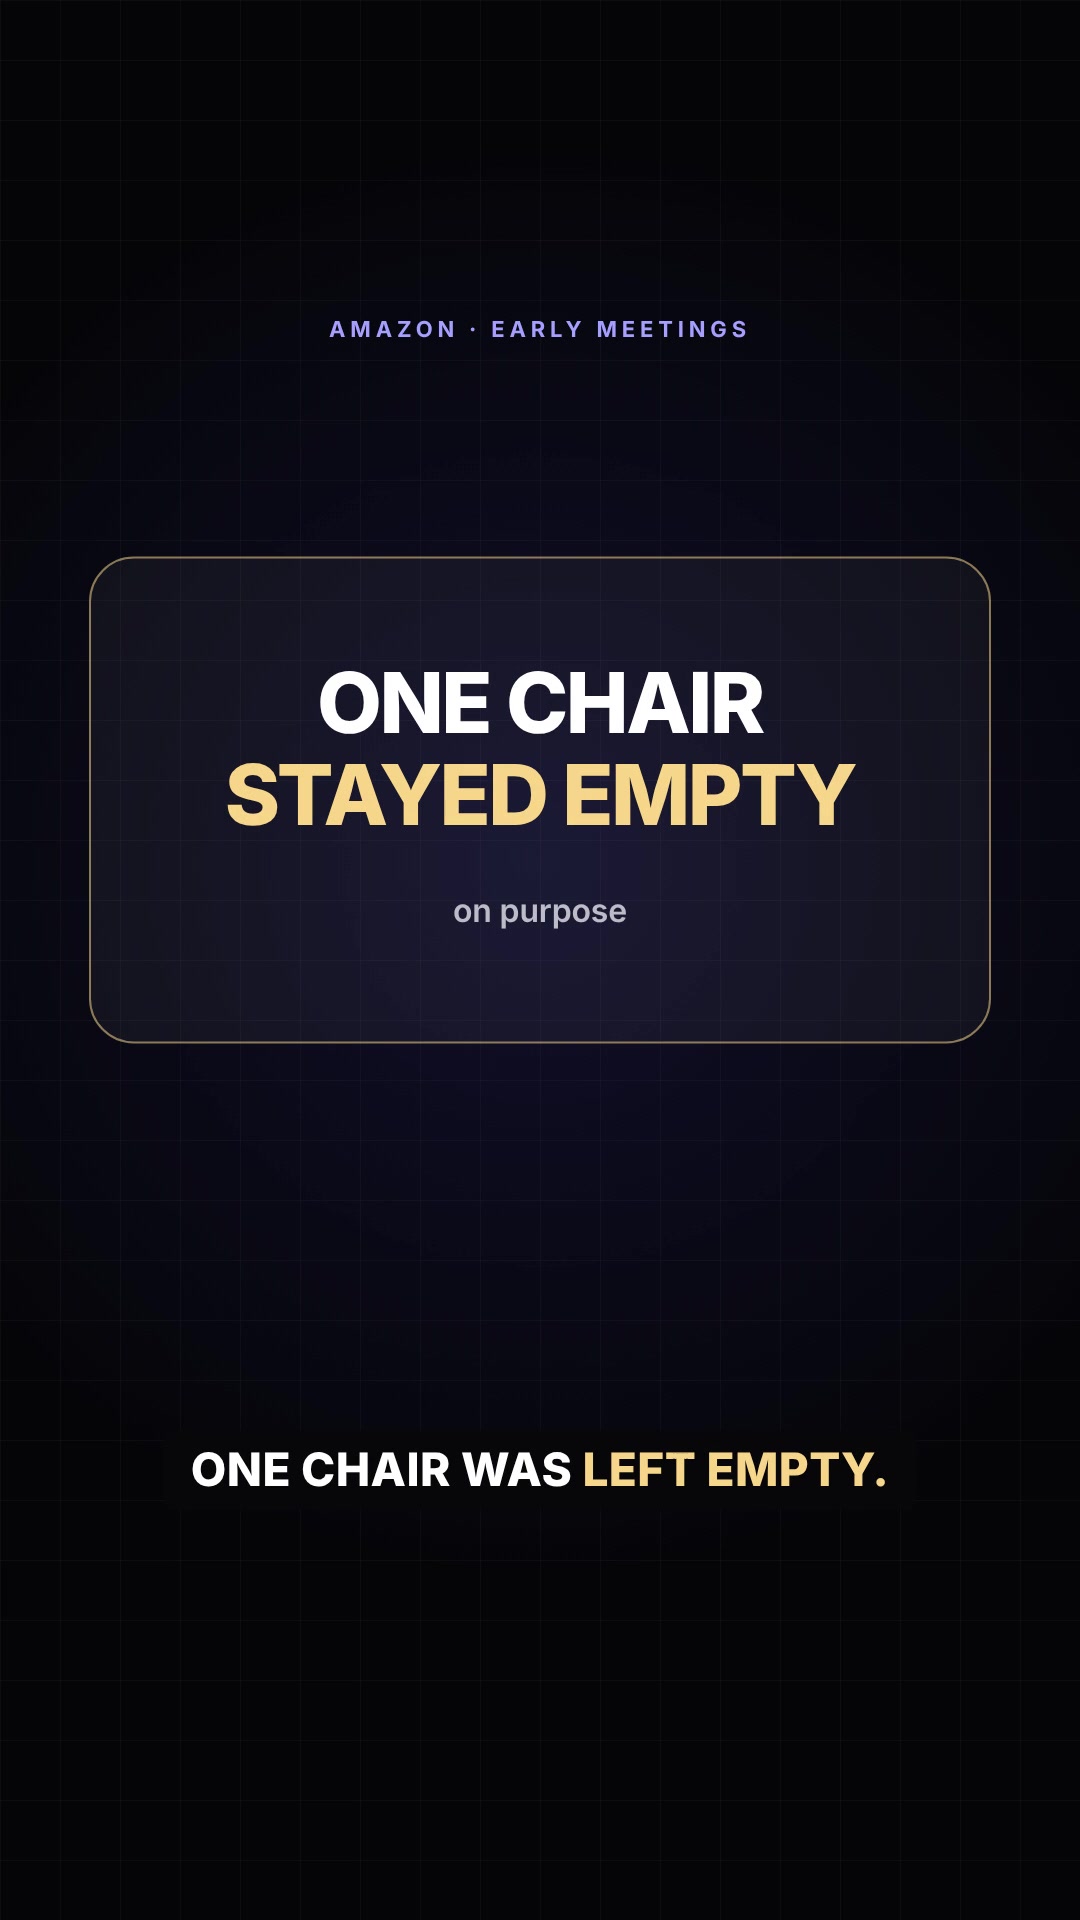 AMAZON · EARLY MEETINGS
ONE CHAIR
STAYED EMPTY
on purpose
ONE CHAIR WAS LEFT EMPTY.